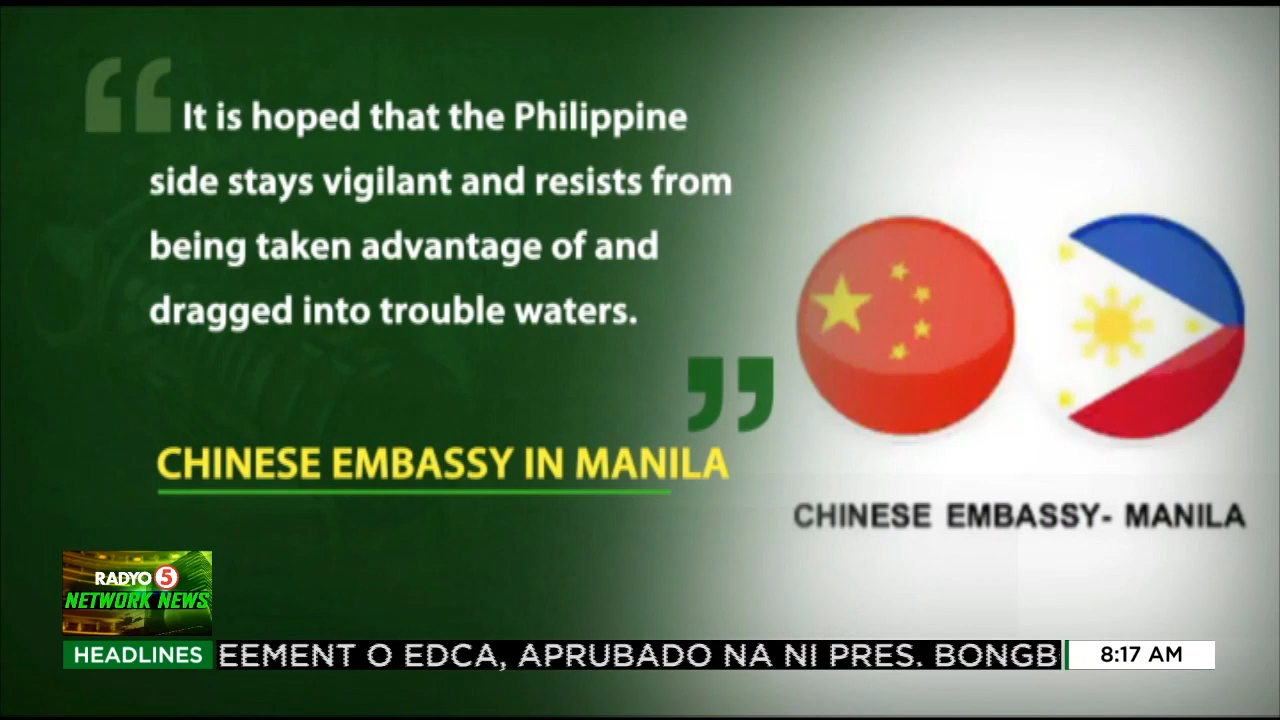 “ It is hoped that the Philippine
side stays vigilant and resists from
being taken advantage of and
dragged into trouble waters.
”
CHINESE EMBASSY IN MANILA
CHINESE EMBASSY- MANILA
RADYO 5
NETWORK NEWS
HEADLINES EEMENT O EDCA, APRUBADO NA NI PRES. BONGB 8:17 AM